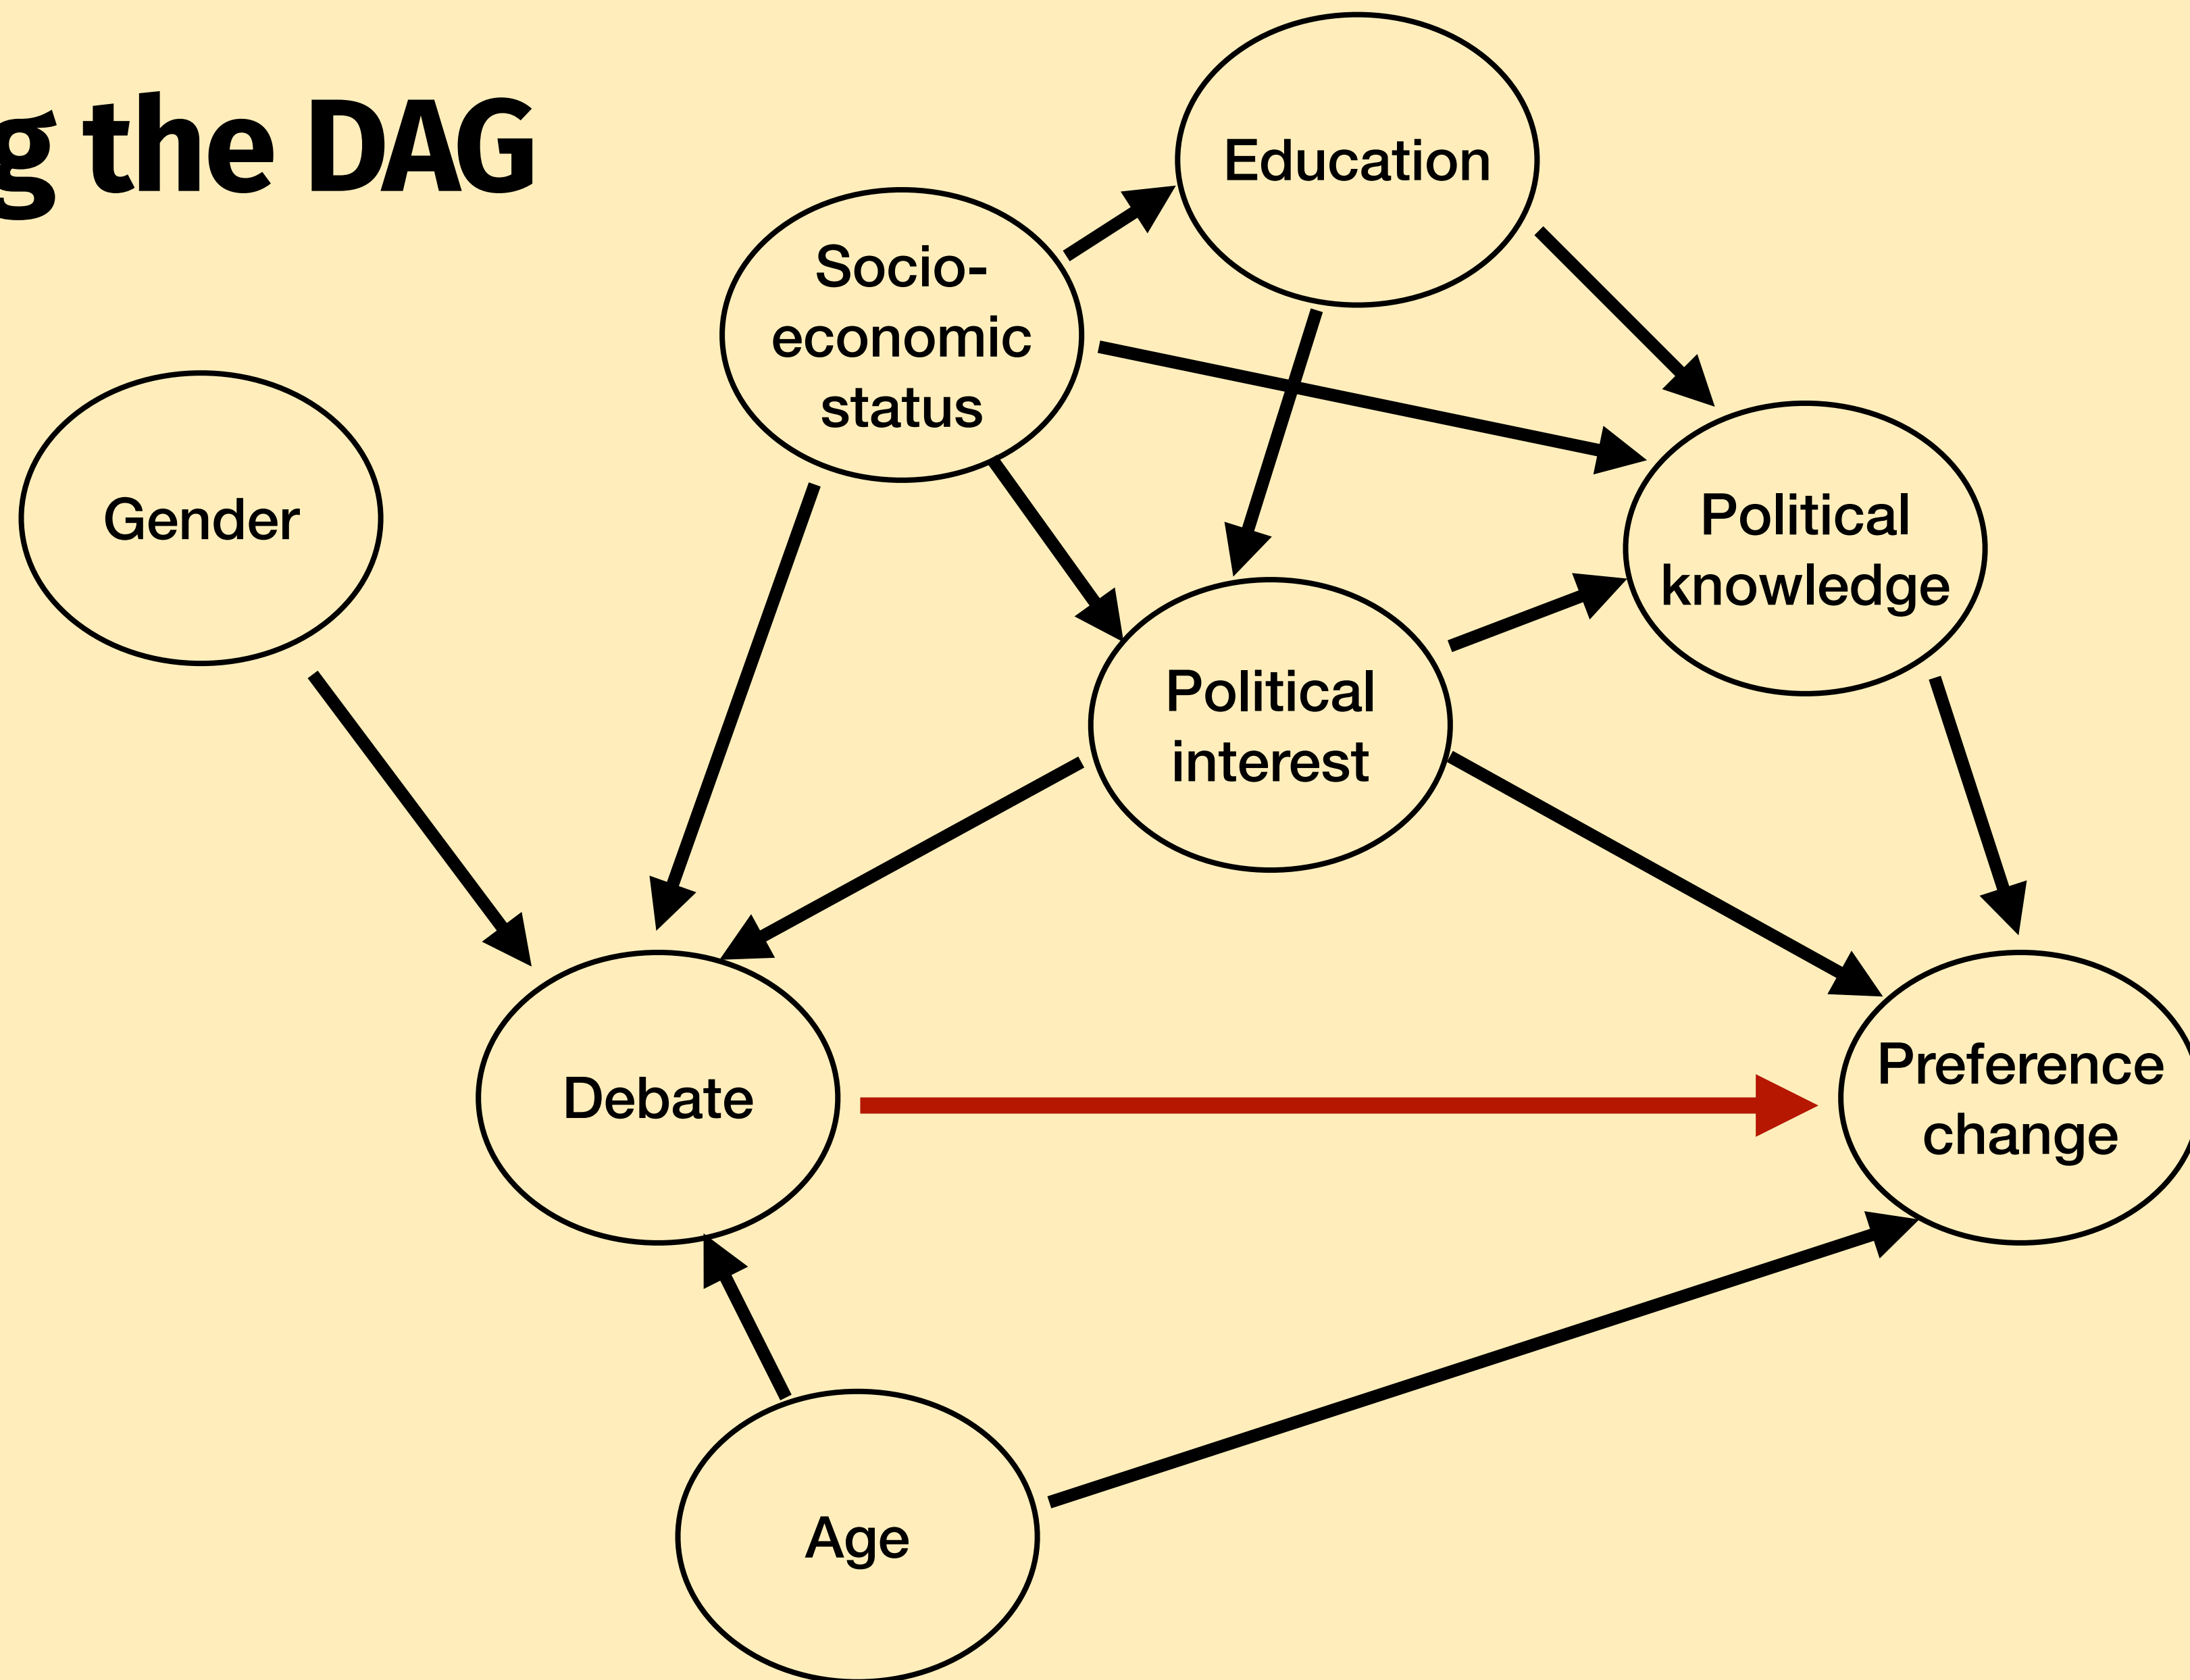 g the DAG
Education
Socio-
economic
status
Gender
Political
knowledge
Political
interest
Debate
Preference
change
Age